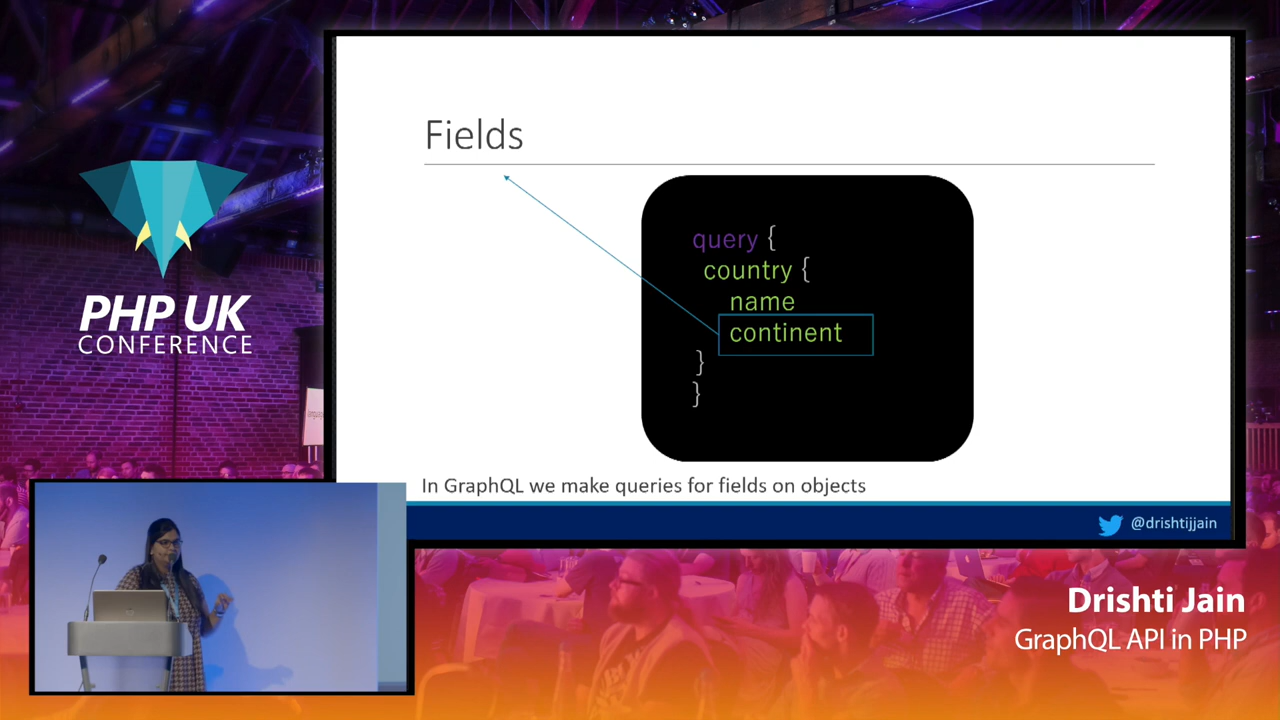 Fields
query {
country {
name
continent
}
}
In GraphQL we make queries for fields on objects
@drishtijjain
PHP UK
CONFERENCE
Drishti Jain
GraphQL API in PHP